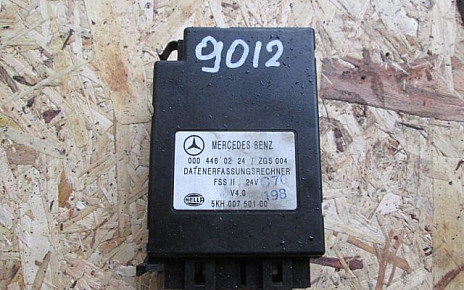 9012
MERCEDES-BENZ
000 446 02 24 / ZGS 004
DATENERFASSUNGSRECHNER
FSS II 24V
V4.0 198
HELLA 5KH 007 501 00